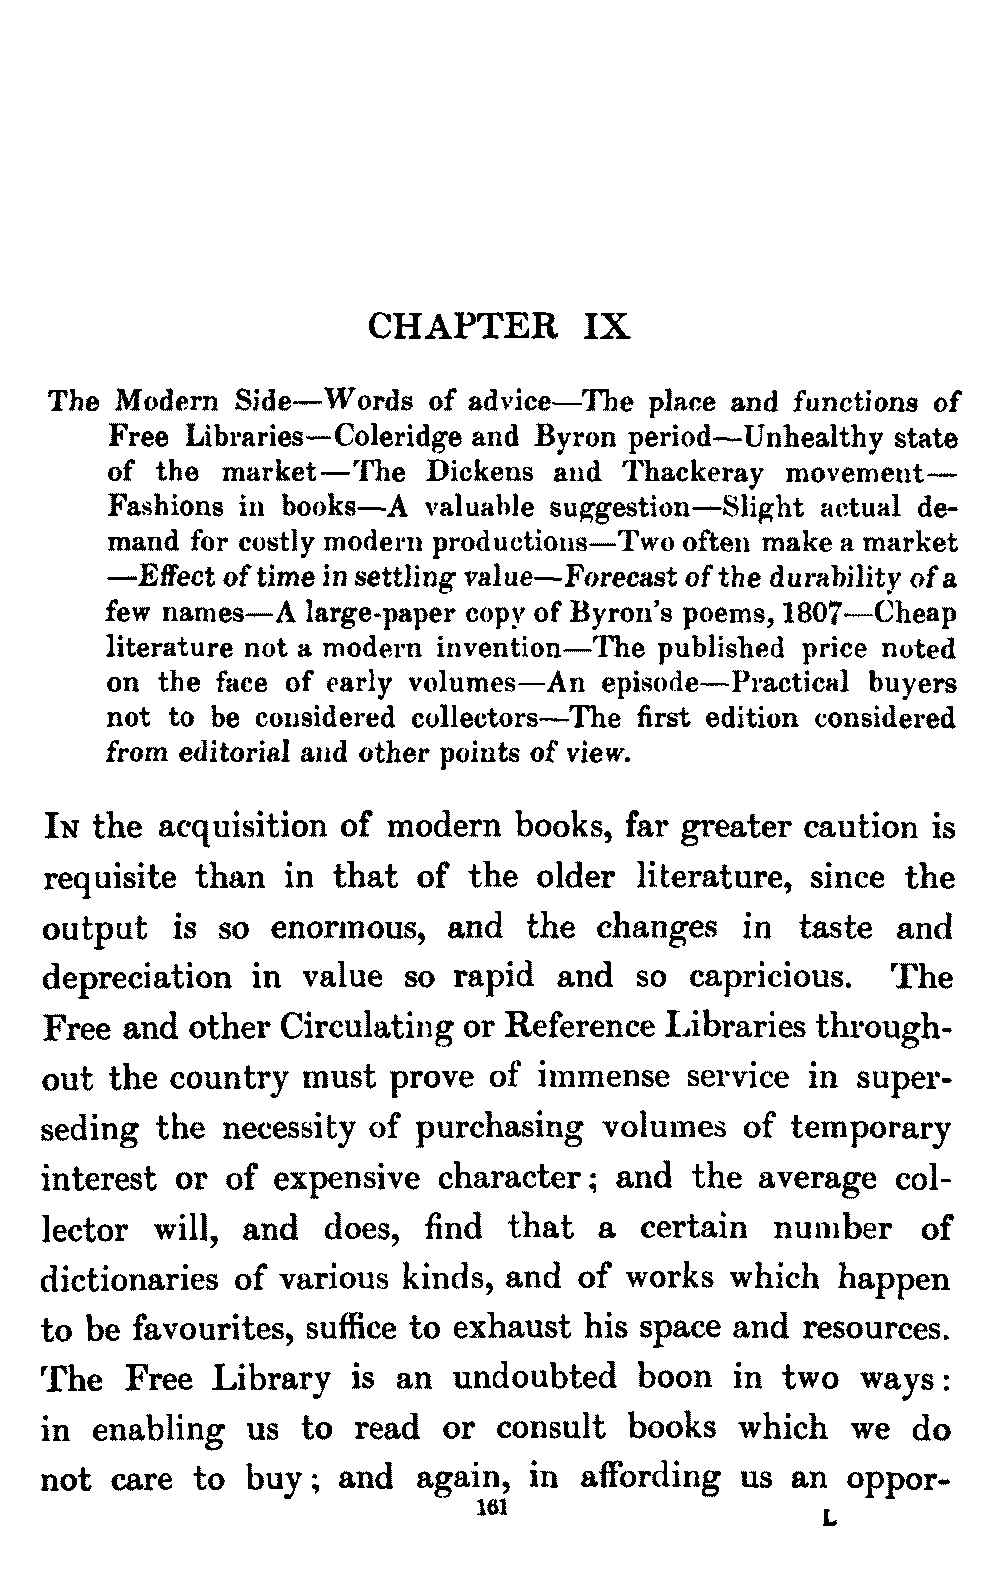 CHAPTER IX
The Modern Side—Words of advice—The place and functions of
Free Libraries—Coleridge and Byron period—Unhealthy state
of the market—The Dickens and Thackeray movement—
Fashions in books—A valuable suggestion—Slight actual de-
mand for costly modern productions—Two often make a market
—Effect of time in settling value—Forecast of the durability of a
few names—A large-paper copy of Byron's poems, 1807—Cheap
literature not a modern invention—The published price noted
on the face of early volumes—An episode—Practical buyers
not to be considered collectors—The first edition considered
from editorial and other points of view.
In the acquisition of modern books, far greater caution is
requisite than in that of the older literature, since the
output is so enormous, and the changes in taste and
depreciation in value so rapid and so capricious. The
Free and other Circulating or Reference Libraries through-
out the country must prove of immense service in super-
seding the necessity of purchasing volumes of temporary
interest or of expensive character; and the average col-
lector will, and does, find that a certain number of
dictionaries of various kinds, and of works which happen
to be favourites, suffice to exhaust his space and resources.
The Free Library is an undoubted boon in two ways:
in enabling us to read or consult books which we do
not care to buy; and again, in affording us an oppor-
161
L